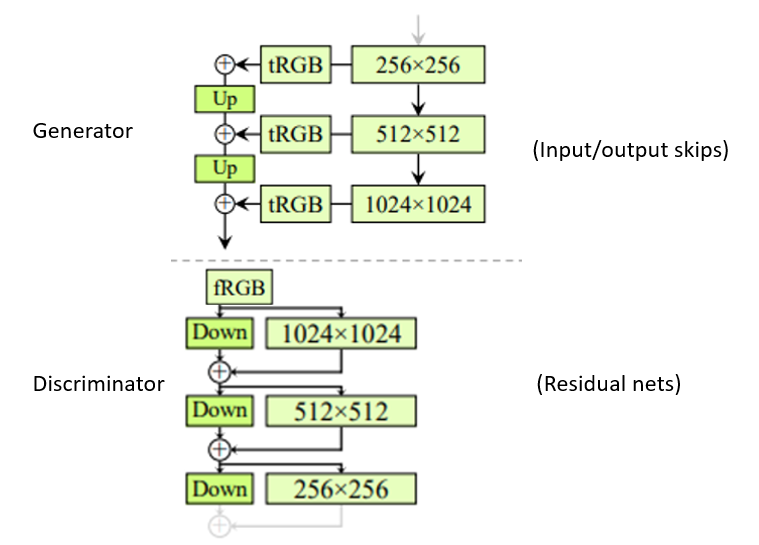 tRGB 256×256
Up
Generator
tRGB 512×512
(Input/output skips)
Up
tRGB 1024×1024
fRGB
Down 1024×1024
Discriminator
(Residual nets)
Down 512×512
Down 256×256